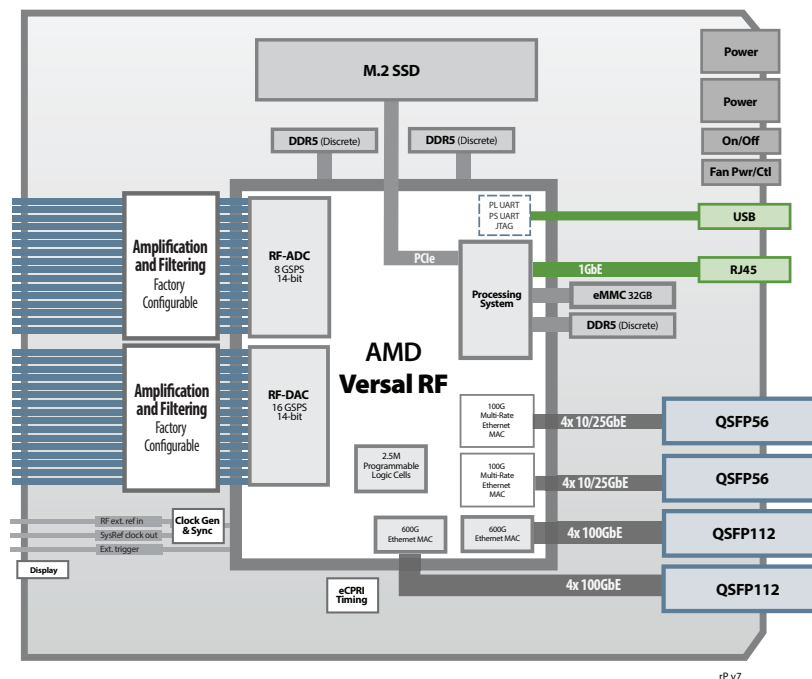 M.2 SSD
Power
Power
On/Off
Fan Pwr/Ctl
DDR5 (Discrete)
DDR5 (Discrete)
PL UART
PS UART
JTAG
USB
Amplification
and Filtering
Factory
Configurable
RF-ADC
8 GSPS
14-bit
PCIe
Processing
System
1GbE
RJ45
eMMC 32GB
DDR5 (Discrete)
AMD
Versal RF
Amplification
and Filtering
Factory
Configurable
RF-DAC
16 GSPS
14-bit
100G
Multi-Rate
Ethernet
MAC
4x 10/25GbE
QSFP56
2.5M
Programmable
Logic Cells
100G
Multi-Rate
Ethernet
MAC
4x 10/25GbE
QSFP56
RF ext. ref in
SysRef clock out
Ext. trigger
Clock Gen
& Sync
600G
Ethernet MAC
600G
Ethernet MAC
4x 100GbE
QSFP112
Display
eCPRI
Timing
4x 100GbE
QSFP112
rP v7